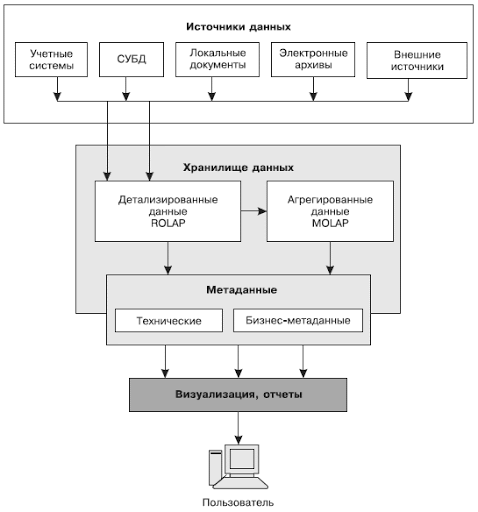 Источники данных
Учетные
системы
СУБД
Локальные
документы
Электронные
архивы
Внешние
источники
Хранилище данных
Детализированные
данные
ROLAP
Агрегированные
данные
MOLAP
Метаданные
Технические
Бизнес-метаданные
Визуализация, отчеты
Пользователь